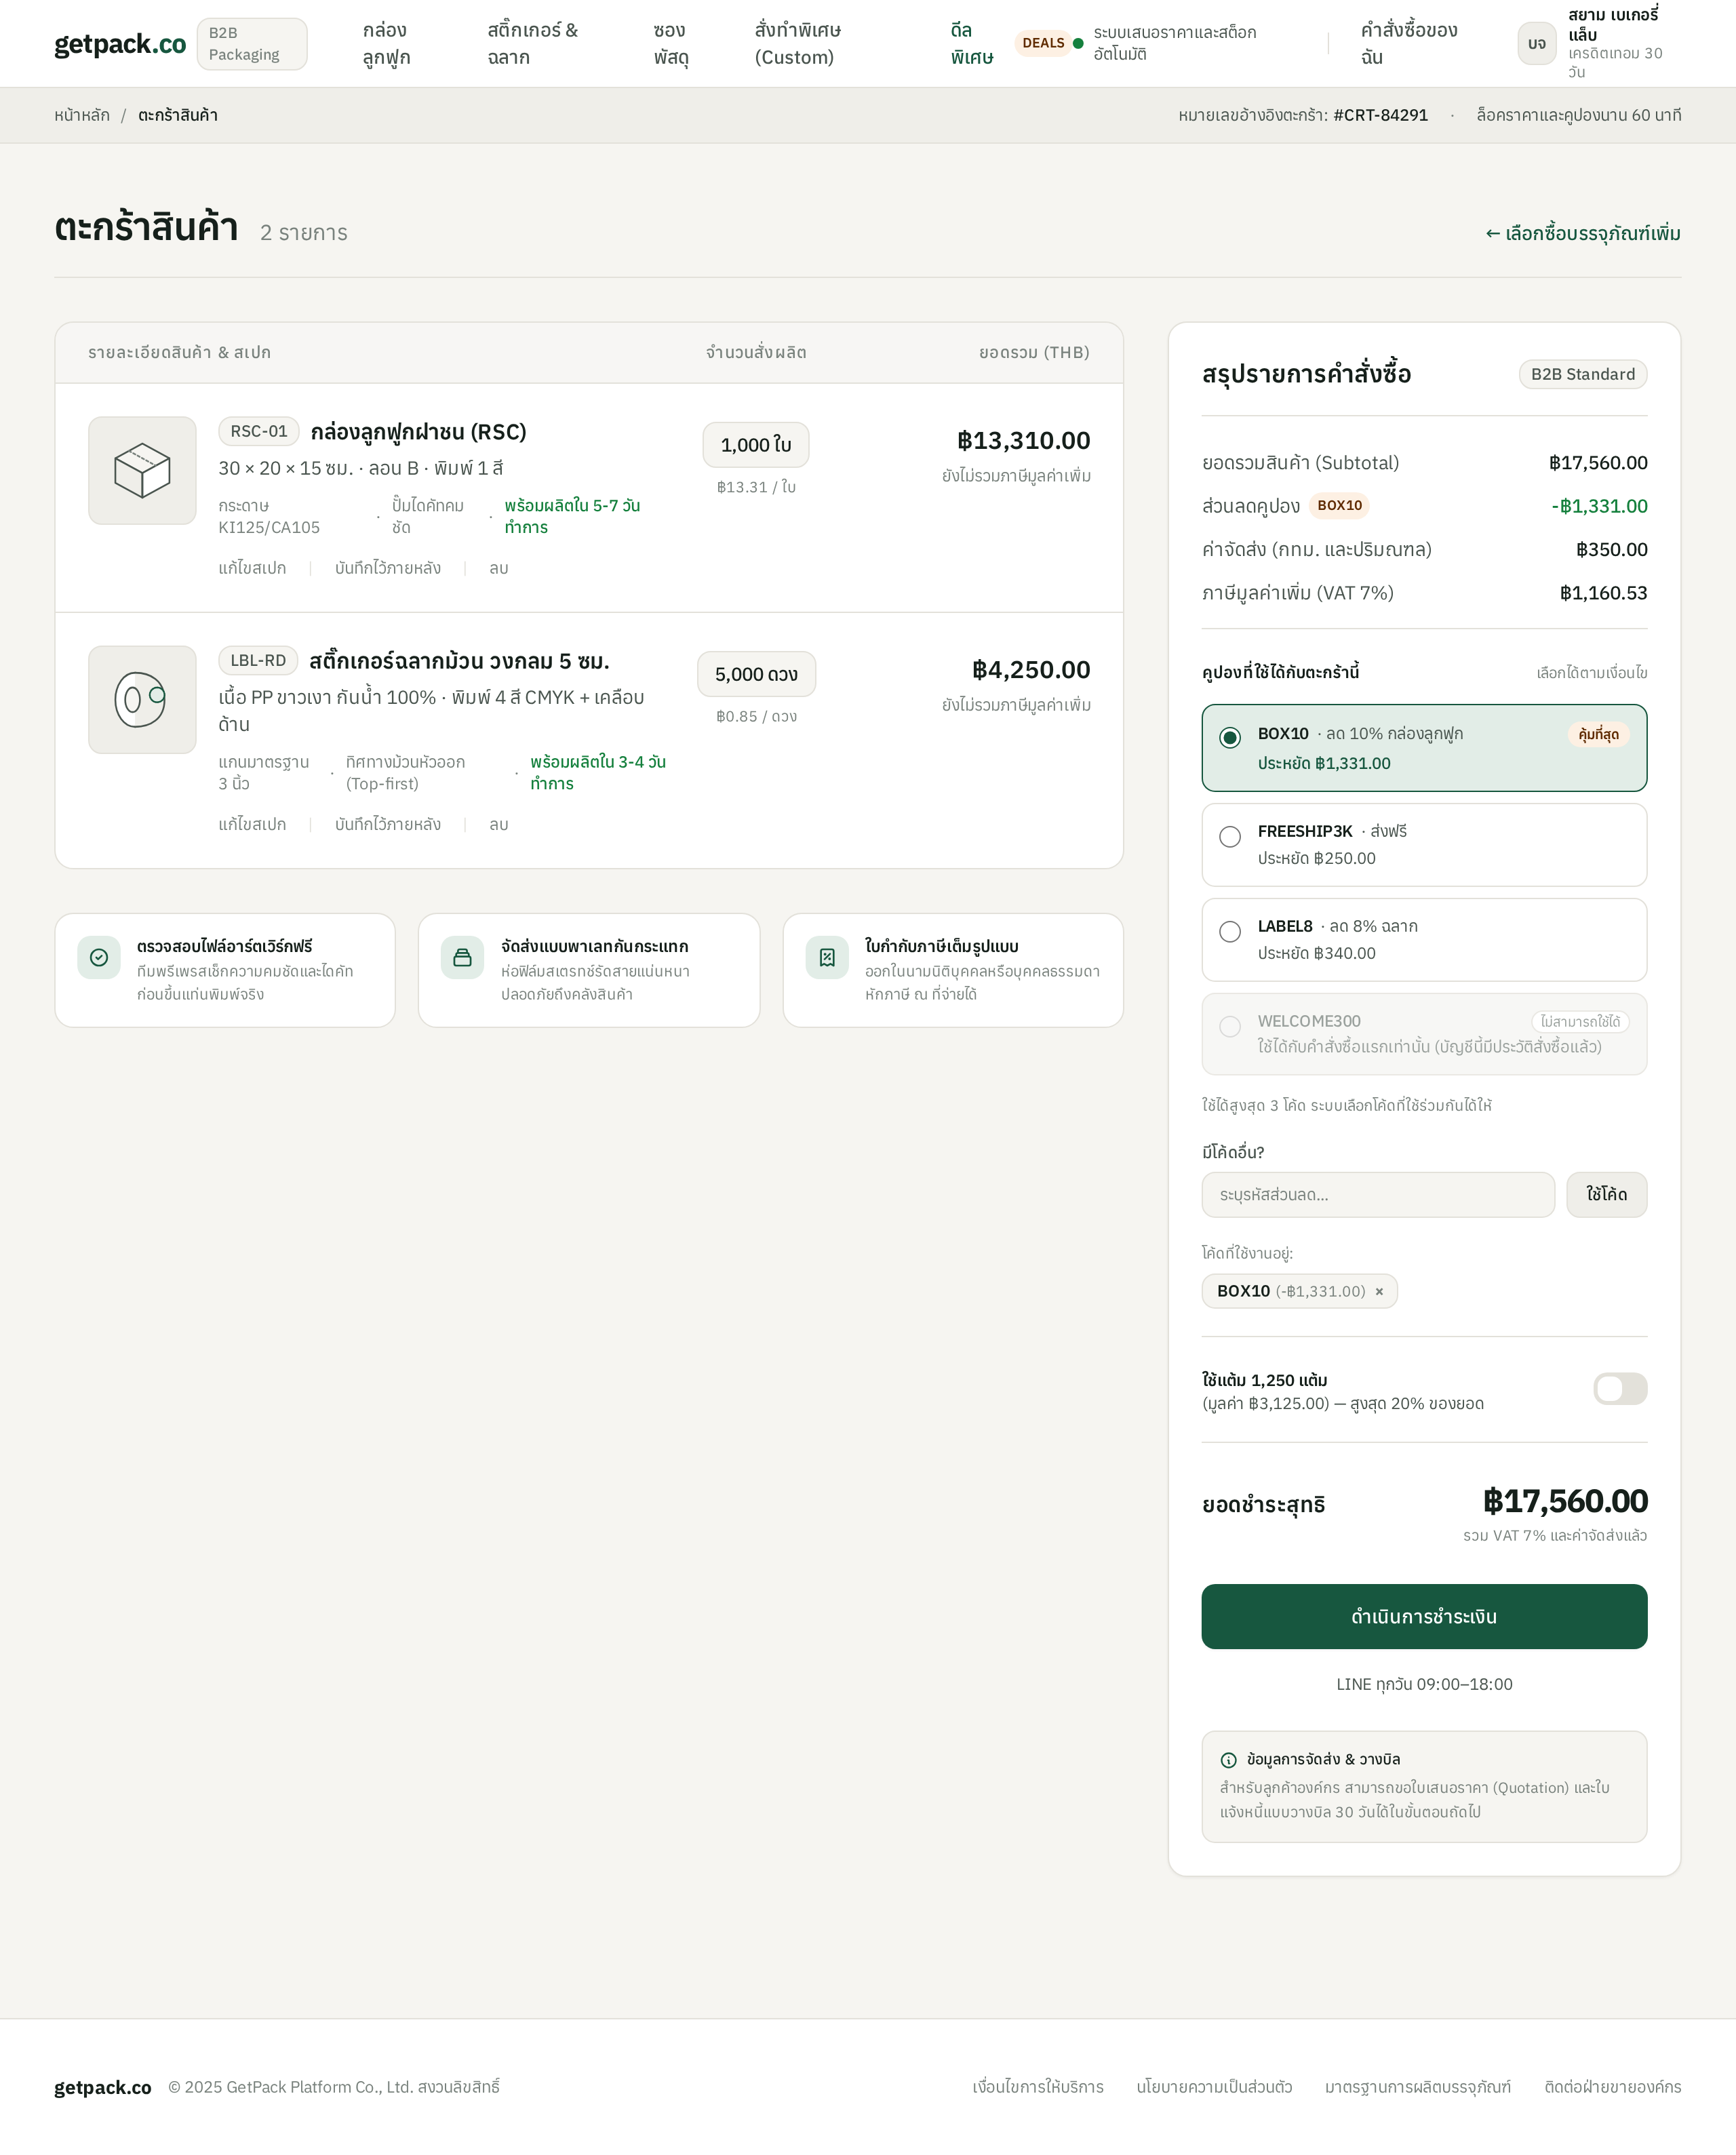 getpack.co
B2B
Packaging
กล่อง
ลูกฟูก
สติ๊กเกอร์ &
ฉลาก
ซอง
พัสดุ
สั่งทำพิเศษ
(Custom)
ดีล
พิเศษ
DEALS
ระบบเสนอราคาและสต็อก
อัตโนมัติ
คำสั่งซื้อของ
ฉัน
บจ
สยาม เบเกอรี่
แล็บ
เครดิตเทอม 30
วัน
หน้าหลัก / ตะกร้าสินค้า
หมายเลขอ้างอิงตะกร้า: #CRT-84291 · ล็อคราคาและคูปองนาน 60 นาที
ตะกร้าสินค้า 2 รายการ
← เลือกซื้อบรรจุภัณฑ์เพิ่ม
รายละเอียดสินค้า & สเปก จำนวนสั่งผลิต ยอดรวม (THB)
RSC-01 กล่องลูกฟูกฝาชน (RSC)
30 × 20 × 15 ซม. · ลอน B · พิมพ์ 1 สี
กระดาษ
KI125/CA105
·
ปั๊มไดคัทคม
ชัด
·
พร้อมผลิตใน 5-7 วัน
ทำการ
แก้ไขสเปก | บันทึกไว้ภายหลัง | ลบ
1,000 ใบ
฿13.31 / ใบ
฿13,310.00
ยังไม่รวมภาษีมูลค่าเพิ่ม
LBL-RD สติ๊กเกอร์ฉลากม้วน วงกลม 5 ซม.
เนื้อ PP ขาวเงา กันน้ำ 100% · พิมพ์ 4 สี CMYK + เคลือบ
ด้าน
แกนมาตรฐาน
3 นิ้ว
·
ทิศทางม้วนหัวออก
(Top-first)
·
พร้อมผลิตใน 3-4 วัน
ทำการ
แก้ไขสเปก | บันทึกไว้ภายหลัง | ลบ
5,000 ดวง
฿0.85 / ดวง
฿4,250.00
ยังไม่รวมภาษีมูลค่าเพิ่ม
ตรวจสอบไฟล์อาร์ตเวิร์กฟรี
ทีมพรีเพรสเช็กความคมชัดและไดคัท
ก่อนขึ้นแท่นพิมพ์จริง
จัดส่งแบบพาเลทกันกระแทก
ห่อฟิล์มสเตรทช์รัดสายแน่นหนา
ปลอดภัยถึงคลังสินค้า
ใบกำกับภาษีเต็มรูปแบบ
ออกในนามนิติบุคคลหรือบุคคลธรรมดา
หักภาษี ณ ที่จ่ายได้
สรุปรายการคำสั่งซื้อ B2B Standard
ยอดรวมสินค้า (Subtotal) ฿17,560.00
ส่วนลดคูปอง BOX10 -฿1,331.00
ค่าจัดส่ง (กทม. และปริมณฑล) ฿350.00
ภาษีมูลค่าเพิ่ม (VAT 7%) ฿1,160.53
คูปองที่ใช้ได้กับตะกร้านี้ เลือกได้ตามเงื่อนไข
BOX10 · ลด 10% กล่องลูกฟูก คุ้มที่สุด
ประหยัด ฿1,331.00
FREESHIP3K · ส่งฟรี
ประหยัด ฿250.00
LABEL8 · ลด 8% ฉลาก
ประหยัด ฿340.00
WELCOME300 ไม่สามารถใช้ได้
ใช้ได้กับคำสั่งซื้อแรกเท่านั้น (บัญชีนี้มีประวัติสั่งซื้อแล้ว)
ใช้ได้สูงสุด 3 โค้ด ระบบเลือกโค้ดที่ใช้ร่วมกันได้ให้
มีโค้ดอื่น?
ระบุรหัสส่วนลด... ใช้โค้ด
โค้ดที่ใช้งานอยู่:
BOX10 (-฿1,331.00) ×
ใช้แต้ม 1,250 แต้ม
(มูลค่า ฿3,125.00) — สูงสุด 20% ของยอด
ยอดชำระสุทธิ ฿17,560.00
รวม VAT 7% และค่าจัดส่งแล้ว
ดำเนินการชำระเงิน
LINE ทุกวัน 09:00–18:00
ข้อมูลการจัดส่ง & วางบิล
สำหรับลูกค้าองค์กร สามารถขอใบเสนอราคา (Quotation) และใบ
แจ้งหนี้แบบวางบิล 30 วันได้ในขั้นตอนถัดไป
getpack.co © 2025 GetPack Platform Co., Ltd. สงวนลิขสิทธิ์
เงื่อนไขการให้บริการ นโยบายความเป็นส่วนตัว มาตรฐานการผลิตบรรจุภัณฑ์ ติดต่อฝ่ายขายองค์กร